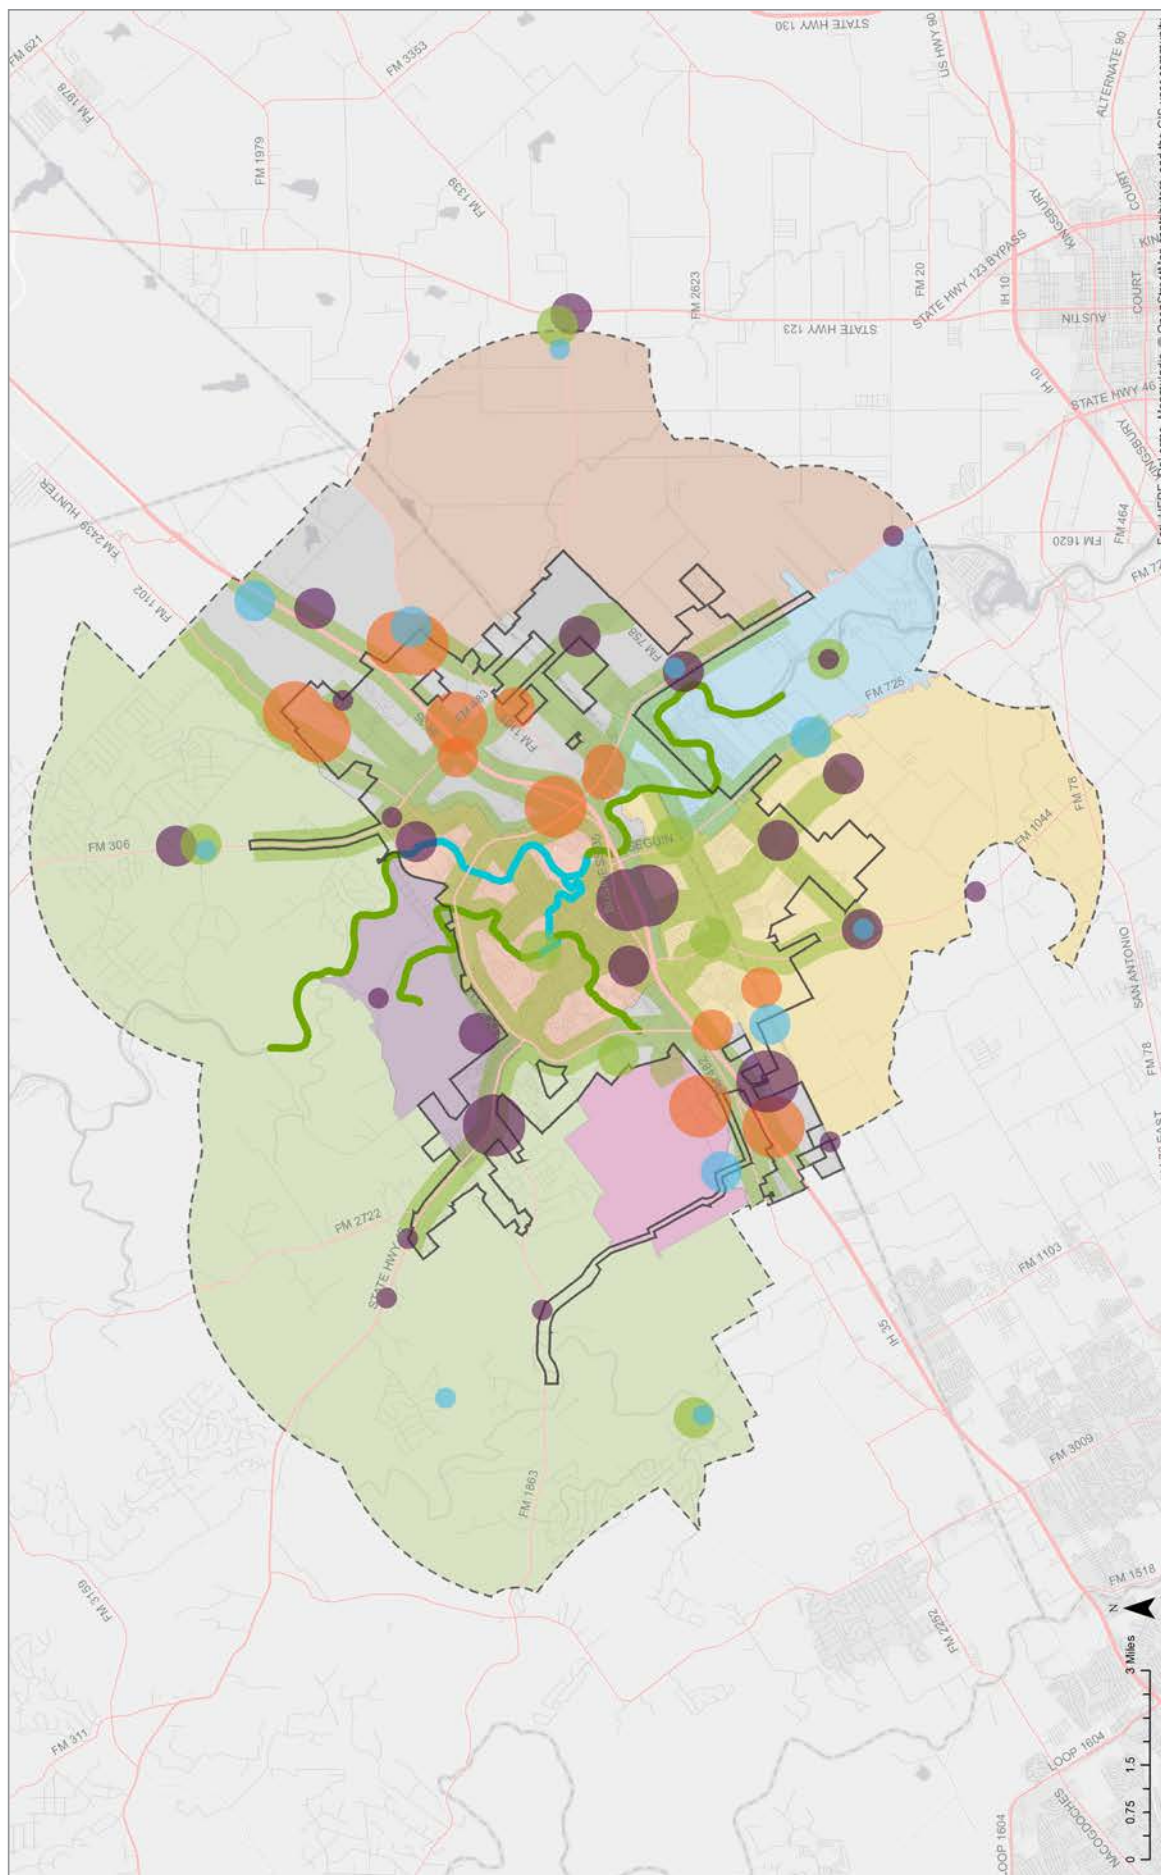 FM 621
FM 1978
FM 3353
STATE HWY 130
US HWY 90
ALTERNATE 90
FM 1979
FM 1339
KINGSBURY
COURT
FM 2623
FM 20
STATE HWY 123 BYPASS
IH 10
STATE HWY 123
AUSTIN
COURT
IH 10
STATE HWY 46
KINGSBURY
FM 2439 HUNTER
FM 1102
FM 1620
FM 464
FM 758
FM 483
FM 725
FM 306
SEGUIN
FM 78
FM 1044
SAN ANTONIO
FM 482
FM 78
FM 2722
STATE HWY
FM 1103
IH 35
FM 1863
FM 3009
FM 3159
FM 1518
FM 2252
N
FM 311
LOOP 1604
LOOP 1604
NACOGDOCHES
0 0.75 1.5 3 Miles